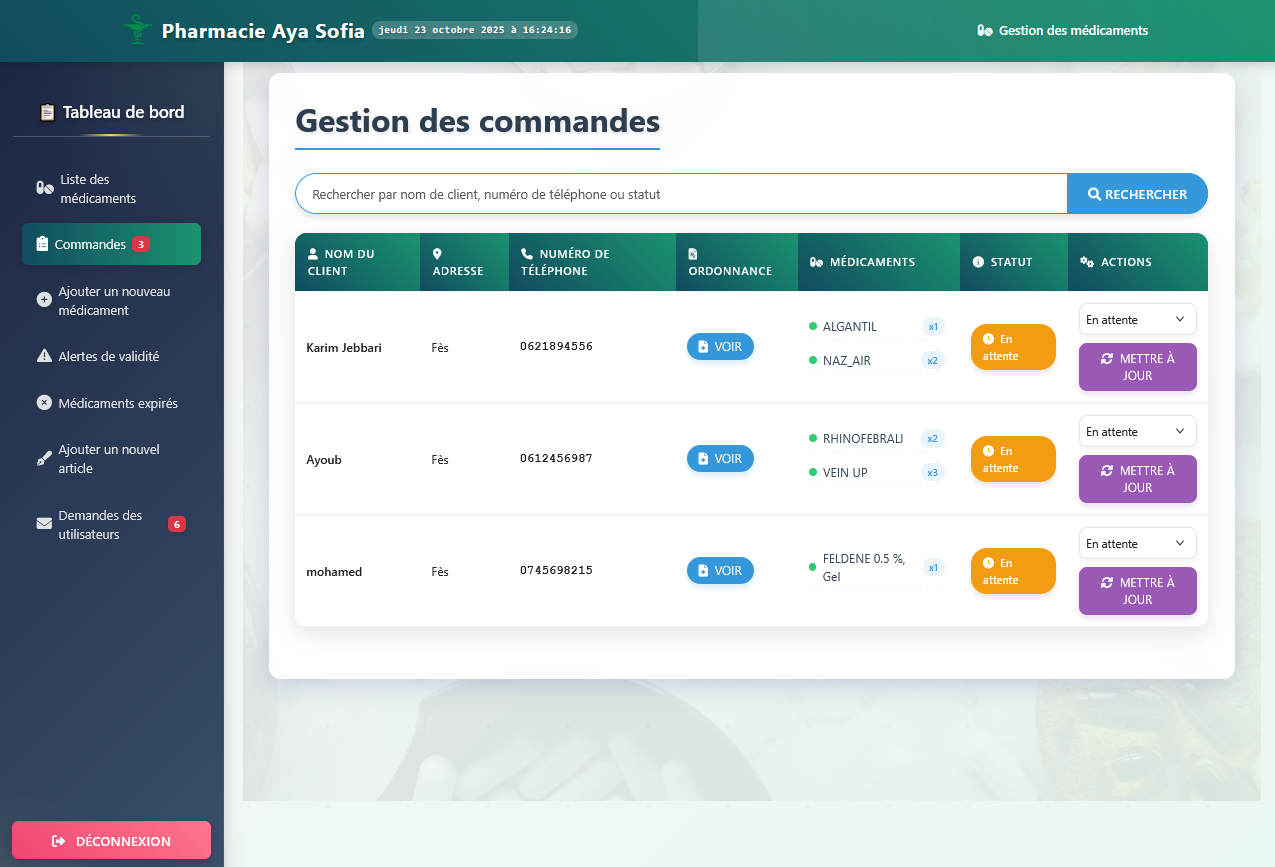 Pharmacie Aya Sofia
jeudi 23 octobre 2025 à 16:24:16
Gestion des médicaments
Tableau de bord
Liste des
médicaments
Commandes 3
Ajouter un nouveau
médicament
Alertes de validité
Médicaments expirés
Ajouter un nouvel
article
Demandes des
utilisateurs
6
DÉCONNEXION
Gestion des commandes
Rechercher par nom de client, numéro de téléphone ou statut
RECHERCHER
NOM DU
CLIENT
ADRESSE
NUMÉRO DE
TÉLÉPHONE
ORDONNANCE
MÉDICAMENTS
STATUT
ACTIONS
Karim Jebbari
Fès
0621894556
VOIR
ALGANTIL x1
NAZ_AIR x2
En
attente
En attente
METTRE À
JOUR
Ayoub
Fès
0612456987
VOIR
RHINOFEBRALI x2
VEIN UP x3
En
attente
En attente
METTRE À
JOUR
mohamed
Fès
0745698215
VOIR
FELDENE 0.5 %,
Gel
x1
En
attente
En attente
METTRE À
JOUR